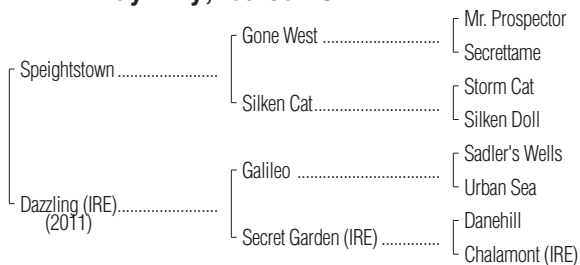 Mr. Prospector
Gone West
Secrettame
Speightstown
Storm Cat
Silken Cat
Silken Doll
Sadler's Wells
Galileo
Urban Sea
Dazzling (IRE)
(2011)
Danehill
Secret Garden (IRE)
Chalamont (IRE)